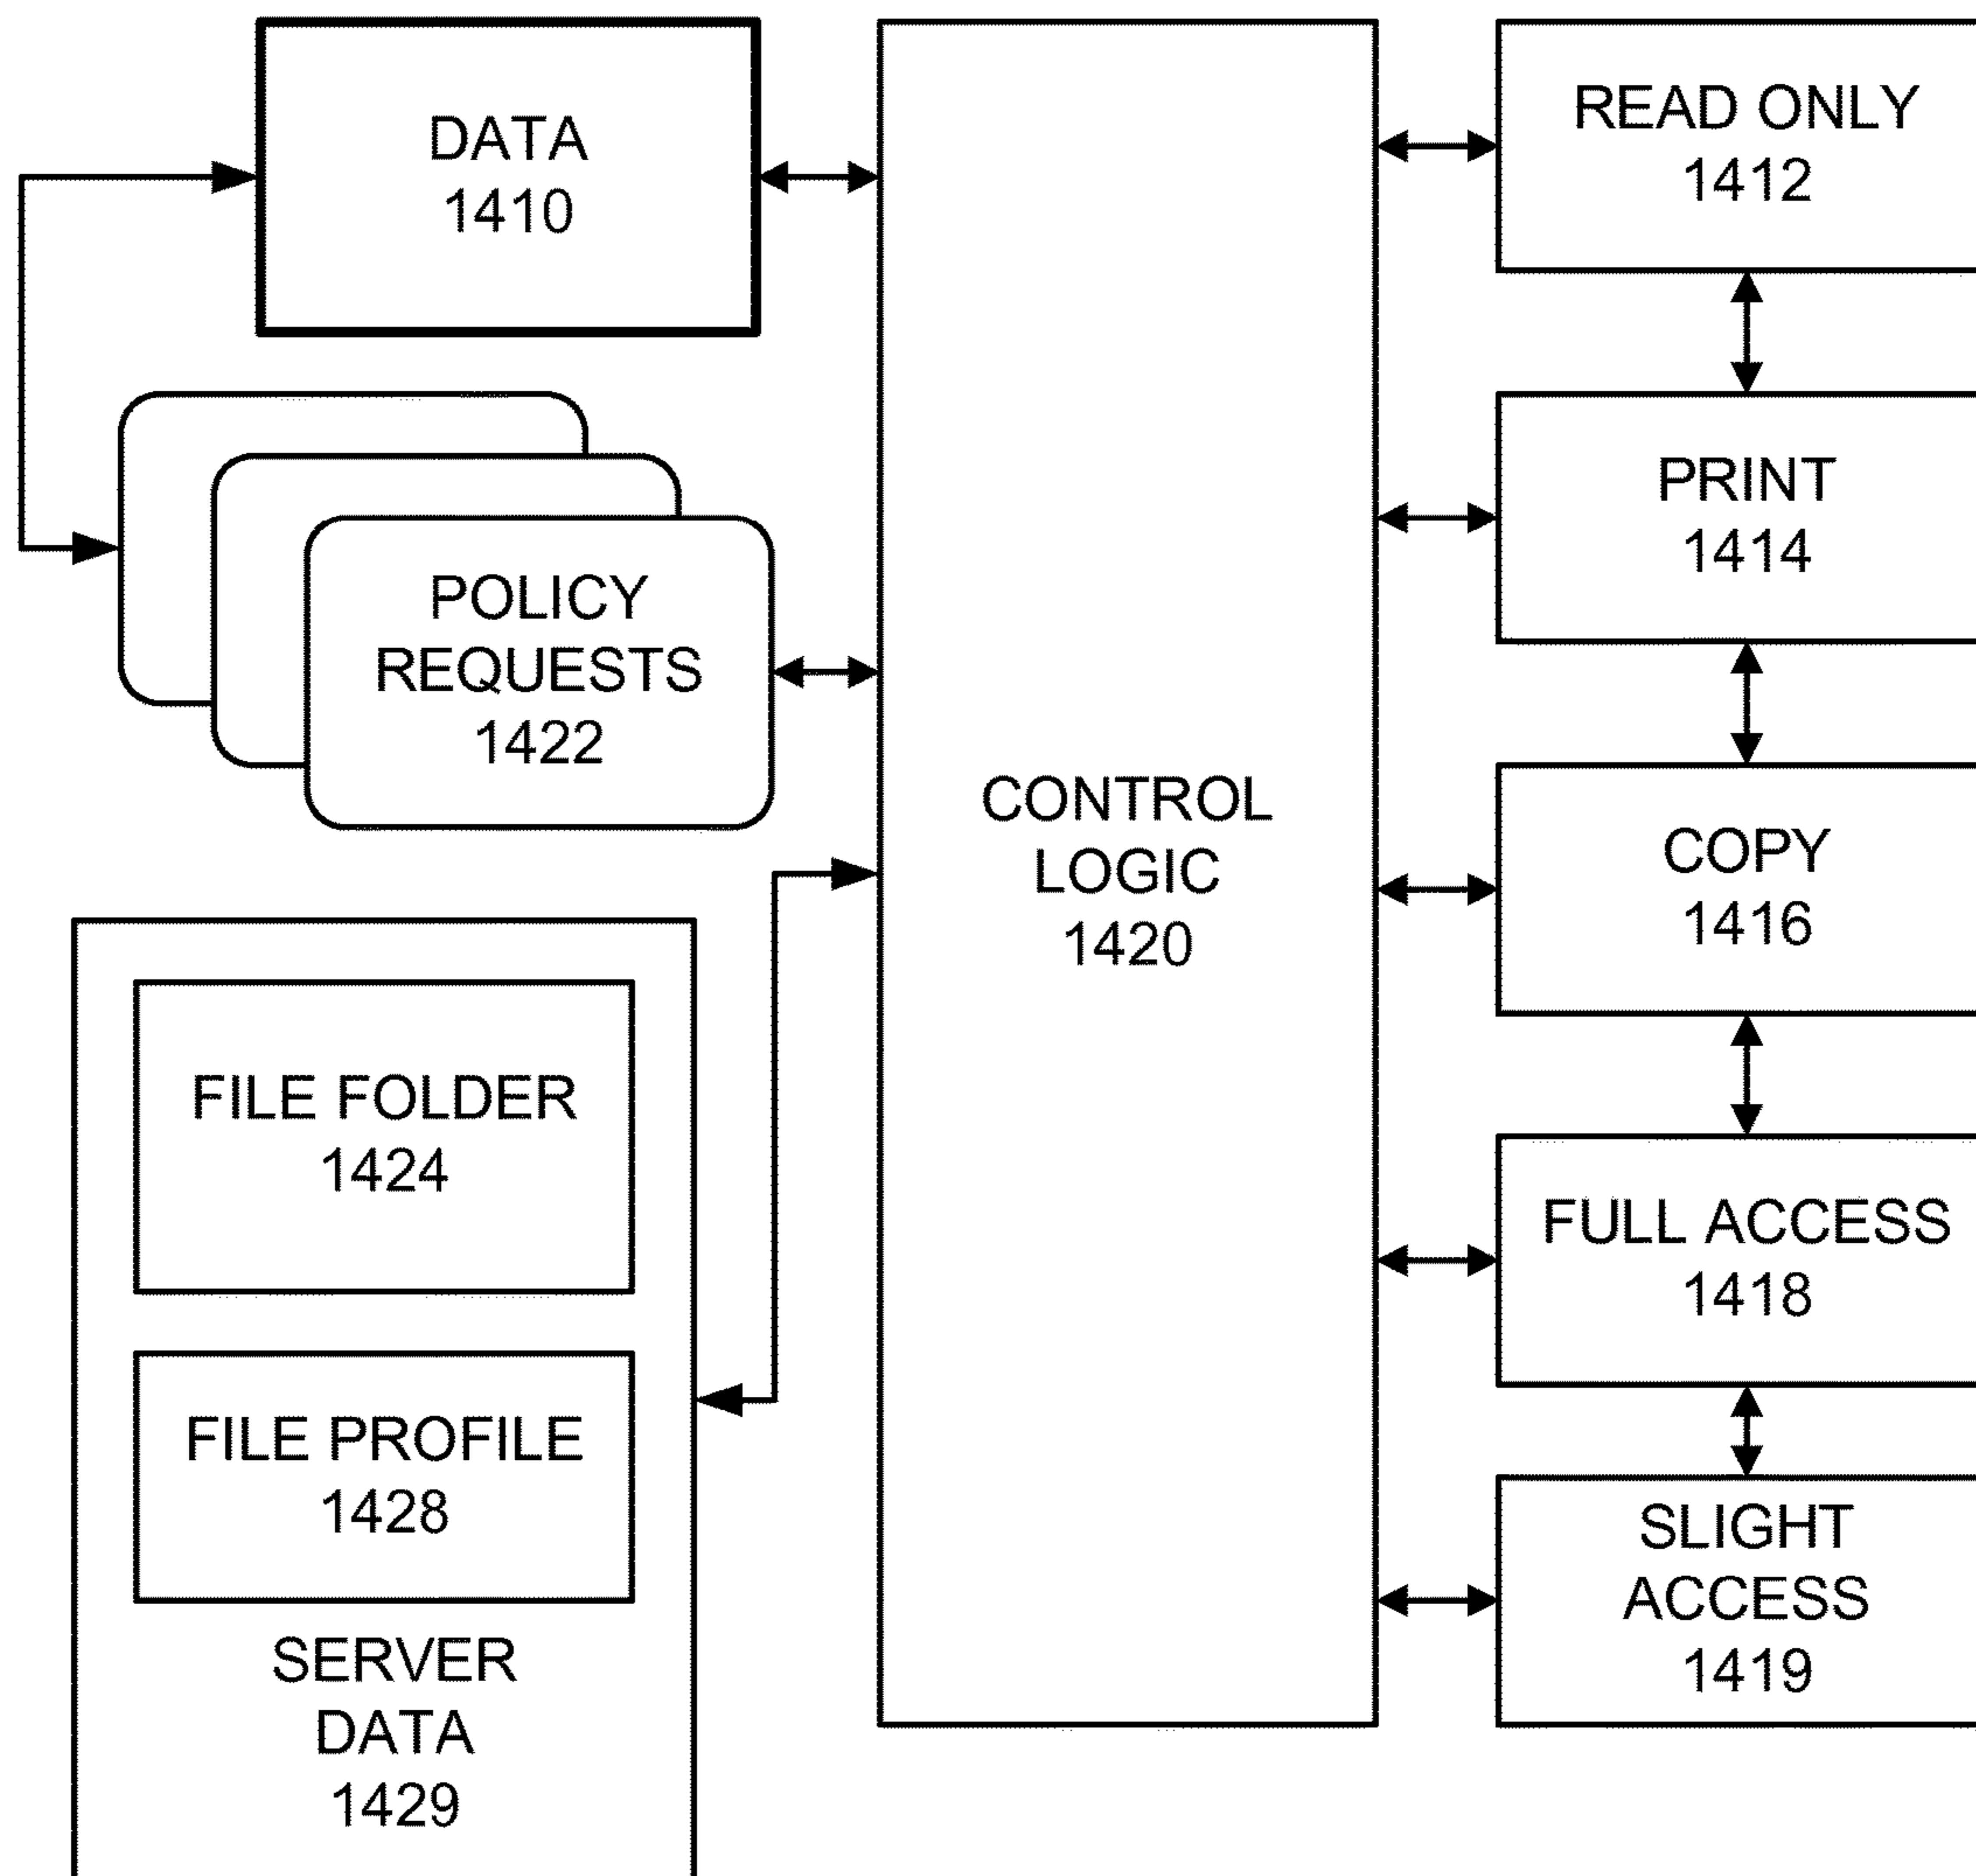 DATA
1410
POLICY
REQUESTS
1422
FILE FOLDER
1424
FILE PROFILE
1428
SERVER
DATA
1429
CONTROL
LOGIC
1420
READ ONLY
1412
PRINT
1414
COPY
1416
FULL ACCESS
1418
SLIGHT
ACCESS
1419